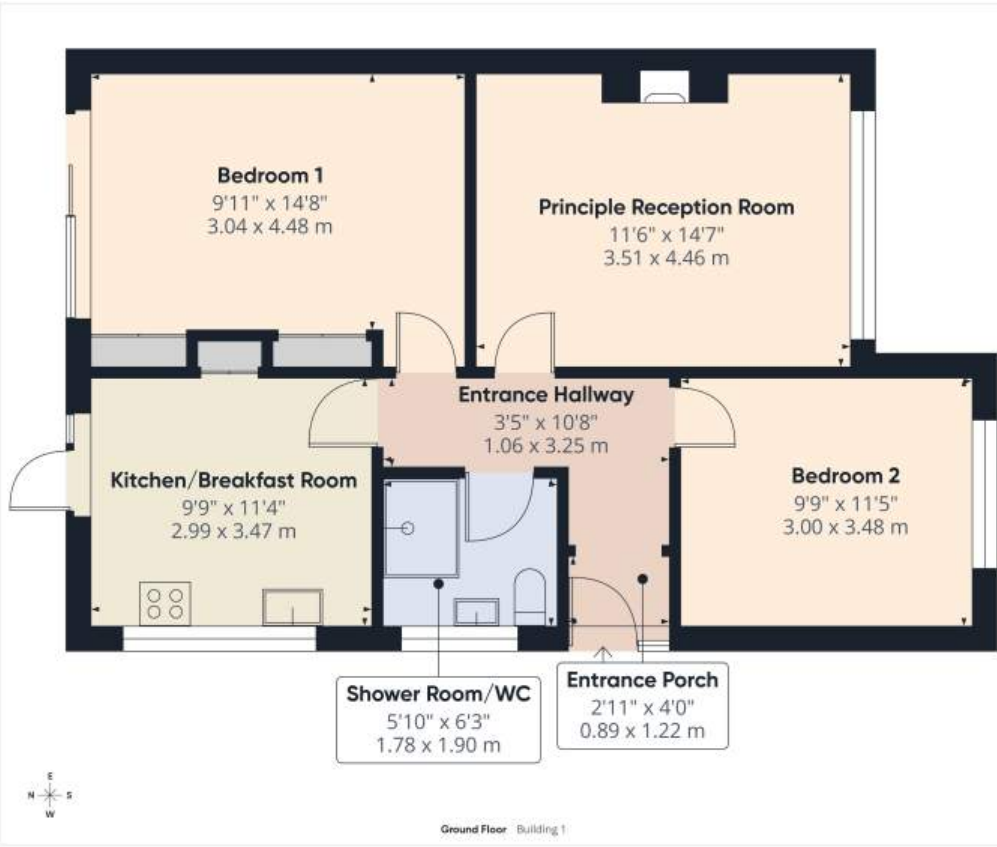 Bedroom 1
9'11" x 14'8"
3.04 x 4.48 m
Principle Reception Room
11'6" x 14'7"
3.51 x 4.46 m
Entrance Hallway
3'5" x 10'8"
1.06 x 3.25 m
Kitchen/Breakfast Room
9'9" x 11'4"
2.99 x 3.47 m
Bedroom 2
9'9" x 11'5"
3.00 x 3.48 m
Shower Room/WC
5'10" x 6'3"
1.78 x 1.90 m
Entrance Porch
2'11" x 4'0"
0.89 x 1.22 m
E
N S
W
Ground Floor Building 1